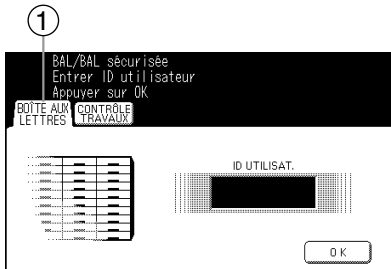 1
BAL/BAL sécurisée
Entrer ID utilisateur
Appuyer sur OK
BOÎTE AUX
LETTRES
CONTRÔLE
TRAVAUX
ID UTILISAT.
OK